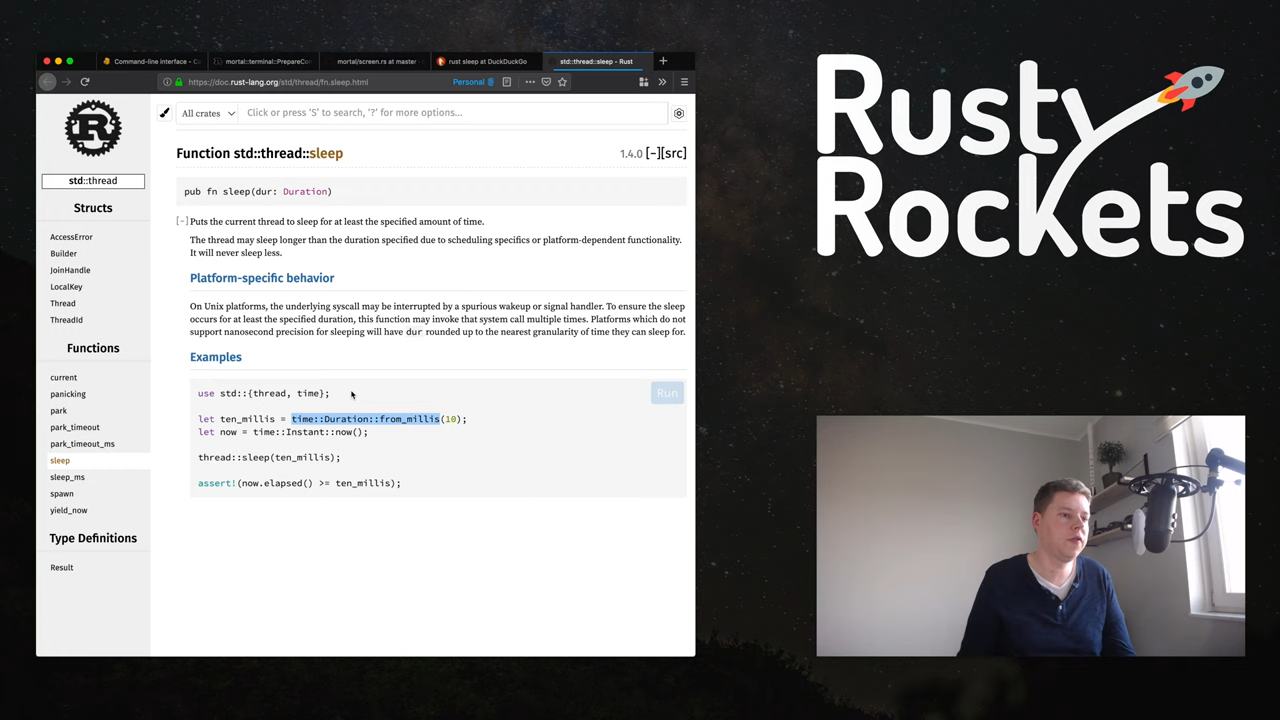 Command-line interface - C
mortal::terminal::PrepareCo
mortal/screen.rs at master
rust sleep at DuckDuckGo
std::thread::sleep - Rust
https://doc.rust-lang.org/std/thread/fn.sleep.html
Personal
std::thread
Structs
AccessError
Builder
JoinHandle
LocalKey
Thread
ThreadId
Functions
current
panicking
park
park_timeout
park_timeout_ms
sleep
sleep_ms
spawn
yield_now
Type Definitions
Result
All crates
Click or press ‘S’ to search, ‘?’ for more options…
Function std::thread::sleep
1.4.0 [−][src]
pub fn sleep(dur: Duration)
[−] Puts the current thread to sleep for at least the specified amount of time.
The thread may sleep longer than the duration specified due to scheduling specifics or platform-dependent functionality.
It will never sleep less.
Platform-specific behavior
On Unix platforms, the underlying syscall may be interrupted by a spurious wakeup or signal handler. To ensure the sleep
occurs for at least the specified duration, this function may invoke that system call multiple times. Platforms which do not
support nanosecond precision for sleeping will have dur rounded up to the nearest granularity of time they can sleep for.
Examples
Run
use std::{thread, time};
let ten_millis = time::Duration::from_millis(10);
let now = time::Instant::now();
thread::sleep(ten_millis);
assert!(now.elapsed() >= ten_millis);
Rusty
Rockets